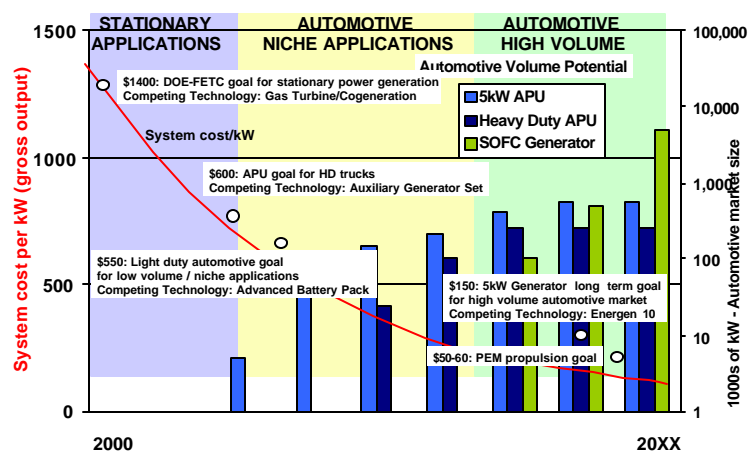 STATIONARY
APPLICATIONS
AUTOMOTIVE
NICHE APPLICATIONS
AUTOMOTIVE
HIGH VOLUME
Automotive Volume Potential
5kW APU
Heavy Duty APU
SOFC Generator
$1400: DOE-FETC goal for stationary power generation
Competing Technology: Gas Turbine/Cogeneration
System cost/kW
$600: APU goal for HD trucks
Competing Technology: Auxiliary Generator Set
$550: Light duty automotive goal
for low volume / niche applications
Competing Technology: Advanced Battery Pack
$150: 5kW Generator long term goal
for high volume automotive market
Competing Technology: Energen 10
$50-60: PEM propulsion goal
System cost per kW (gross output)
1500
1000
500
0
100,000
10,000
1,000
100
10
1
1000s of kW - Automotive market size
2000
20XX